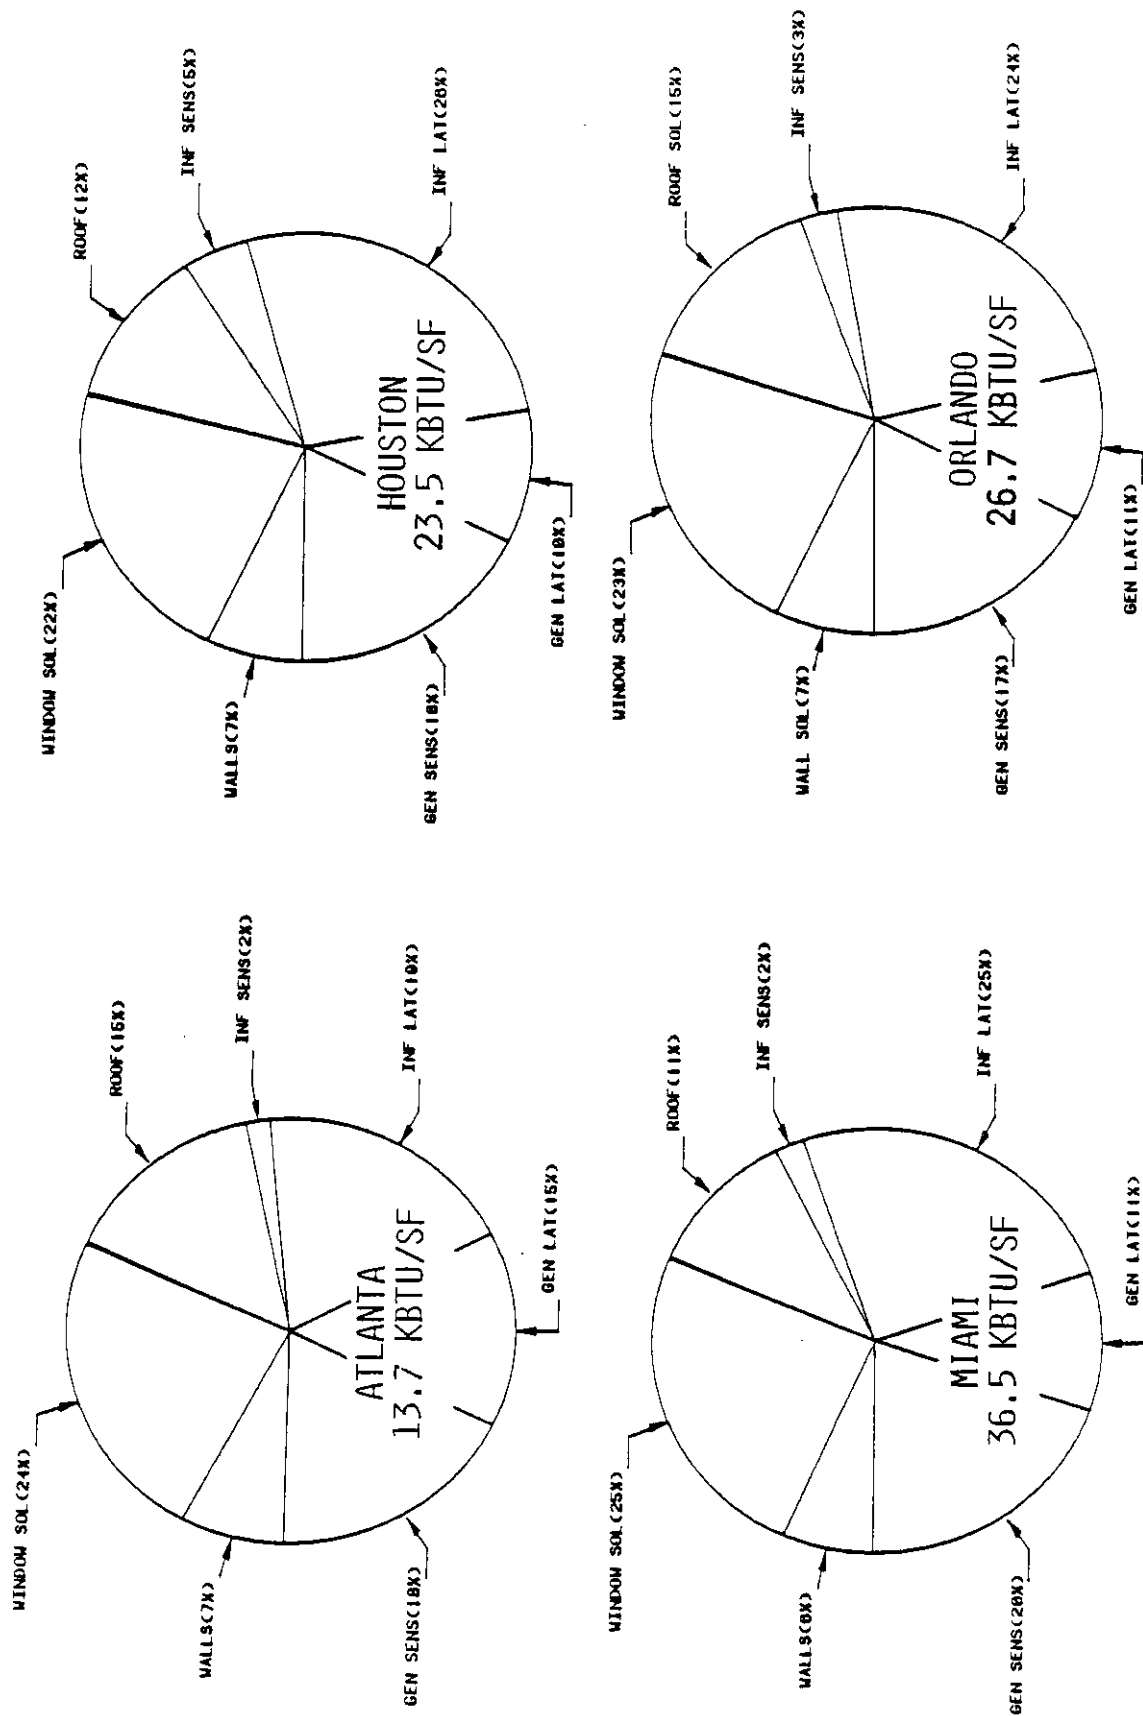 WINDOW SOL(24%)
ROOF(15%)
WALLS(7%)
INF SENS(2%)
ATLANTA
13.7 KBTU/SF
GEN SENS(18%)
INF LAT(19%)
GEN LAT(15%)
WINDOW SOL(22%)
ROOF(12%)
WALLS(7%)
INF SENS(5%)
HOUSTON
23.5 KBTU/SF
GEN SENS(18%)
INF LAT(26%)
GEN LAT(10%)
WINDOW SOL(25%)
ROOF(11%)
WALLS(6%)
INF SENS(2%)
MIAMI
36.5 KBTU/SF
GEN SENS(20%)
INF LAT(25%)
GEN LAT(11%)
WINDOW SOL(23%)
ROOF SOL(15%)
WALL SOL(7%)
INF SENS(3%)
ORLANDO
26.7 KBTU/SF
GEN SENS(17%)
INF LAT(24%)
GEN LAT(11%)